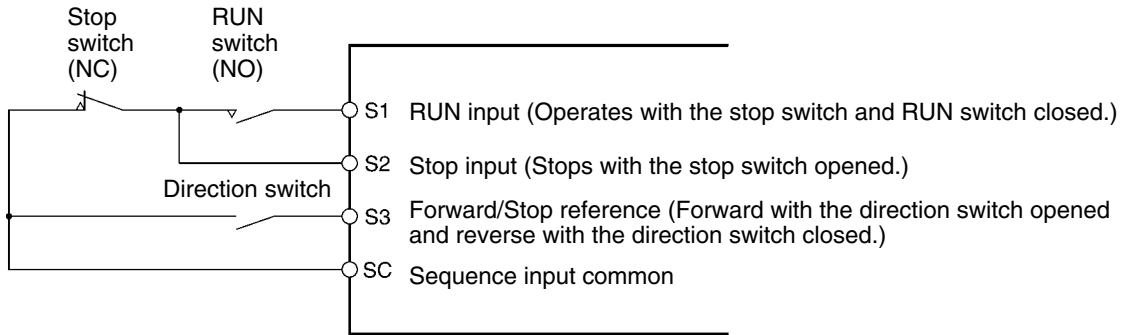 Stop
switch
(NC)
RUN
switch
(NO)
S1 RUN input (Operates with the stop switch and RUN switch closed.)
S2 Stop input (Stops with the stop switch opened.)
Direction switch
S3 Forward/Stop reference (Forward with the direction switch opened
and reverse with the direction switch closed.)
SC Sequence input common